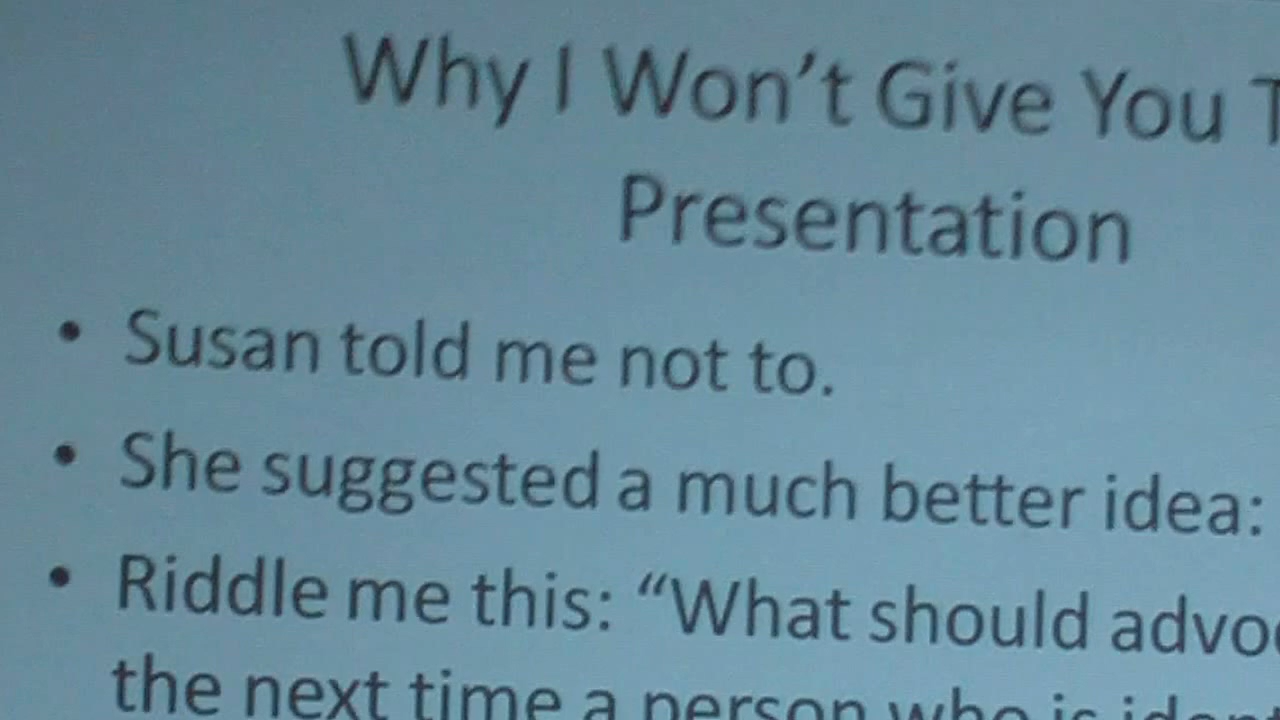 Why I Won't Give You T
Presentation
• Susan told me not to.
• She suggested a much better idea:
• Riddle me this: “What should advo
the next time a person who is ident